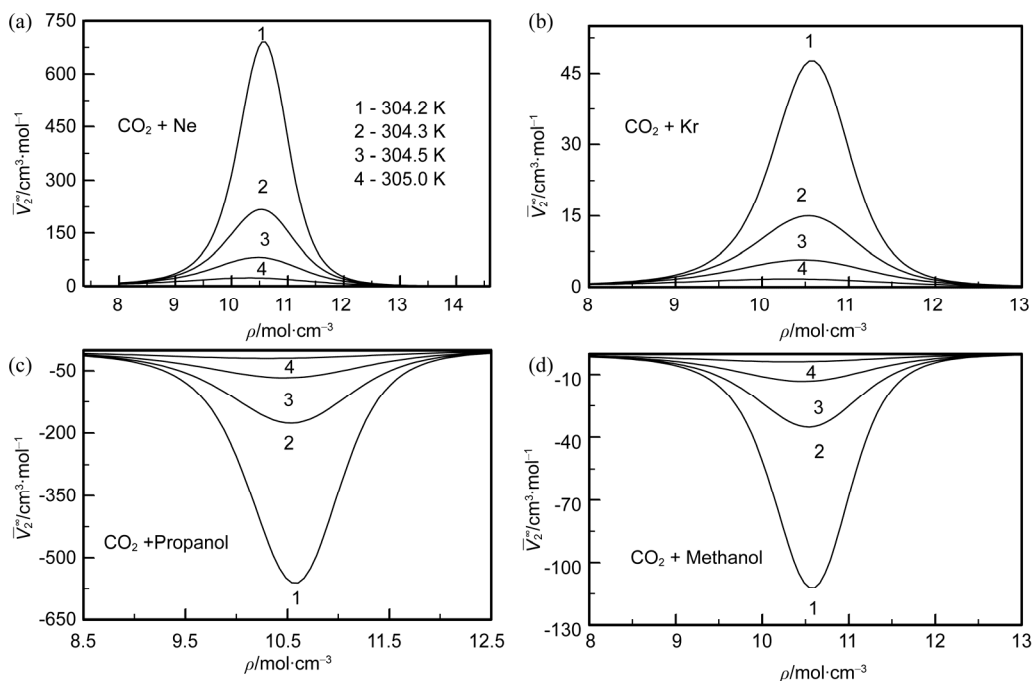 (a)
750
600
450
300
150
0
V̄₂∞/cm³·mol⁻¹
CO₂ + Ne
1
2
3
4
1 - 304.2 K
2 - 304.3 K
3 - 304.5 K
4 - 305.0 K
8 9 10 11 12 13 14
ρ/mol·cm⁻³
(b)
45
30
15
0
V̄₂∞/cm³·mol⁻¹
CO₂ + Kr
1
2
3
4
8 9 10 11 12 13
ρ/mol·cm⁻³
(c)
-50
-200
-350
-500
-650
V̄₂∞/cm³·mol⁻¹
4
3
2
1
CO₂ +Propanol
8.5 9.5 10.5 11.5 12.5
ρ/mol·cm⁻³
(d)
-10
-40
-70
-100
-130
V̄₂∞/cm³·mol⁻¹
4
3
2
1
CO₂ + Methanol
8 9 10 11 12 13
ρ/mol·cm⁻³